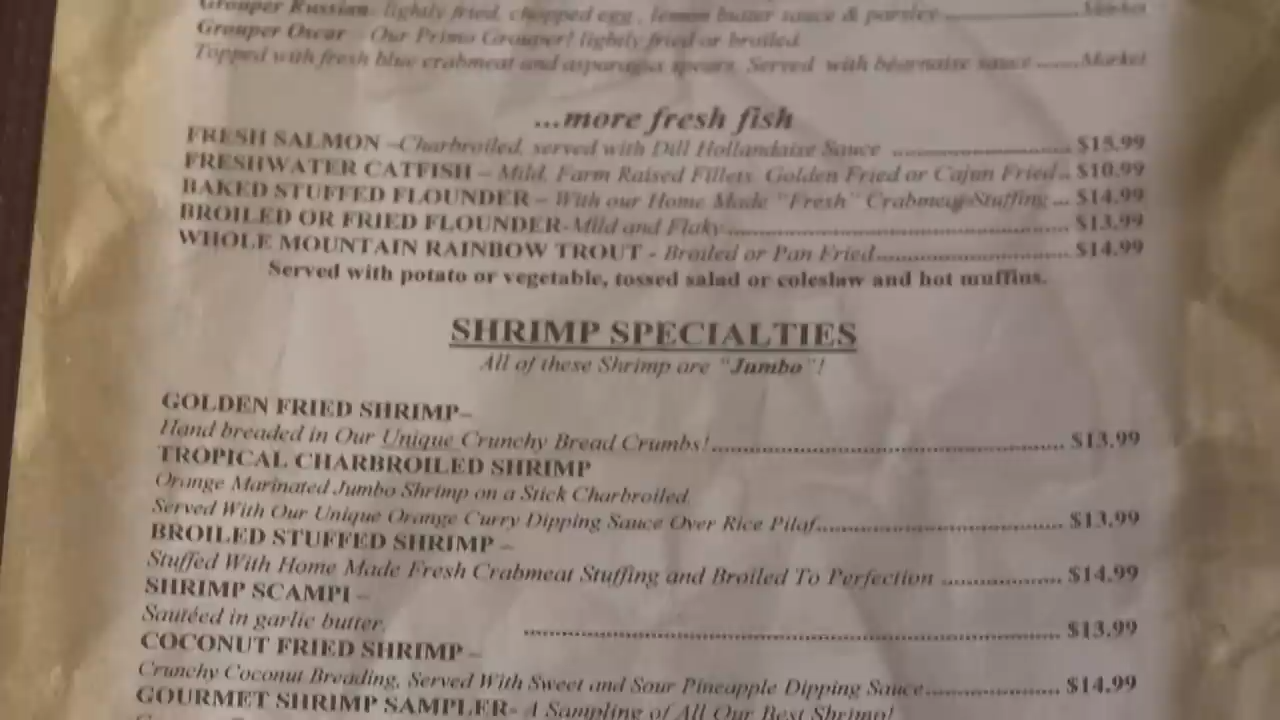 Grouper Russian- lightly fried, chopped egg , lemon butter sauce & parsley ..................Market
Grouper Oscar – Our Primo Grouper! lightly fried or broiled.
Topped with fresh blue crabmeat and asparagus spears. Served with béarnaise sauce .......Market
...more fresh fish
FRESH SALMON –Charbroiled, served with Dill Hollandaise Sauce ................................ $15.99
FRESHWATER CATFISH – Mild, Farm Raised Fillets, Golden Fried or Cajun Fried.. $10.99
BAKED STUFFED FLOUNDER – With our Home Made "Fresh" Crabmeat Stuffing ... $14.99
BROILED OR FRIED FLOUNDER-Mild and Flaky............................................................ $13.99
WHOLE MOUNTAIN RAINBOW TROUT - Broiled or Pan Fried.................................. $14.99
Served with potato or vegetable, tossed salad or coleslaw and hot muffins.
SHRIMP SPECIALTIES
All of these Shrimp are "Jumbo"!
GOLDEN FRIED SHRIMP–
Hand breaded in Our Unique Crunchy Bread Crumbs!............................................................ $13.99
TROPICAL CHARBROILED SHRIMP
Orange Marinated Jumbo Shrimp on a Stick Charbroiled.
Served With Our Unique Orange Curry Dipping Sauce Over Rice Pilaf.......................................... $13.99
BROILED STUFFED SHRIMP –
Stuffed With Home Made Fresh Crabmeat Stuffing and Broiled To Perfection .................... $14.99
SHRIMP SCAMPI –
Sautéed in garlic butter. .......................................................................................... $13.99
COCONUT FRIED SHRIMP –
Crunchy Coconut Breading, Served With Sweet and Sour Pineapple Dipping Sauce....................... $14.99
GOURMET SHRIMP SAMPLER- A Sampling of All Our Best Shrimp!